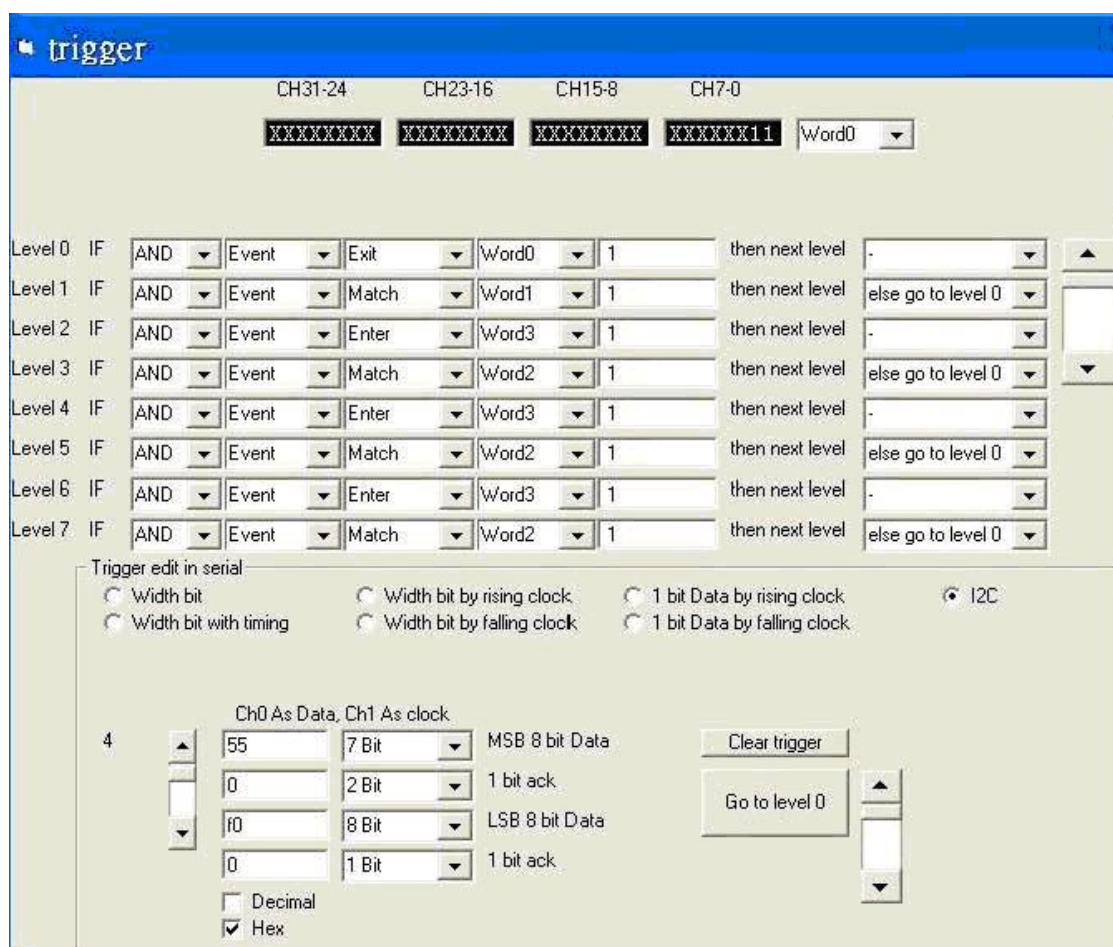 trigger
CH31-24 CH23-16 CH15-8 CH7-0
XXXXXXXX XXXXXXXX XXXXXXXX XXXXXX11 Word0
Level 0 IF AND Event Exit Word0 1 then next level -
Level 1 IF AND Event Match Word1 1 then next level else go to level 0
Level 2 IF AND Event Enter Word3 1 then next level -
Level 3 IF AND Event Match Word2 1 then next level else go to level 0
Level 4 IF AND Event Enter Word3 1 then next level -
Level 5 IF AND Event Match Word2 1 then next level else go to level 0
Level 6 IF AND Event Enter Word3 1 then next level -
Level 7 IF AND Event Match Word2 1 then next level else go to level 0
Trigger edit in serial
Width bit Width bit by rising clock 1 bit Data by rising clock I2C
Width bit with timing Width bit by falling clock 1 bit Data by falling clock
Ch0 As Data, Ch1 As clock
4 55 7 Bit MSB 8 bit Data Clear trigger
0 2 Bit 1 bit ack Go to level 0
f0 8 Bit LSB 8 bit Data
0 1 Bit 1 bit ack
Decimal
Hex